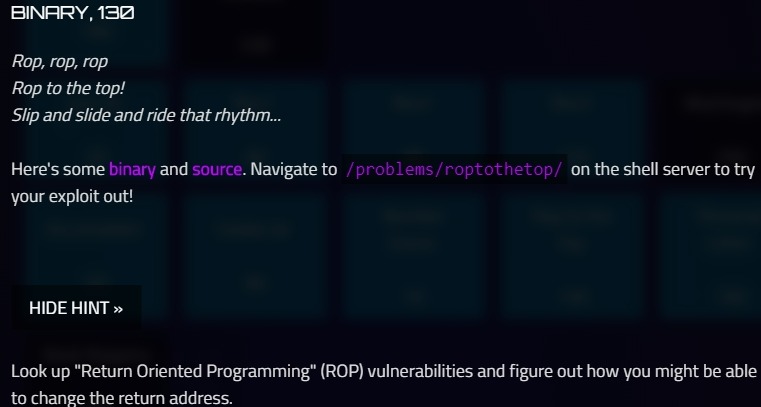 BINARY, 130
Rop, rop, rop
Rop to the top!
Slip and slide and ride that rhythm...
Here's some binary and source. Navigate to /problems/roptothetop/ on the shell server to try
your exploit out!
HIDE HINT »
Look up "Return Oriented Programming" (ROP) vulnerabilities and figure out how you might be able
to change the return address.